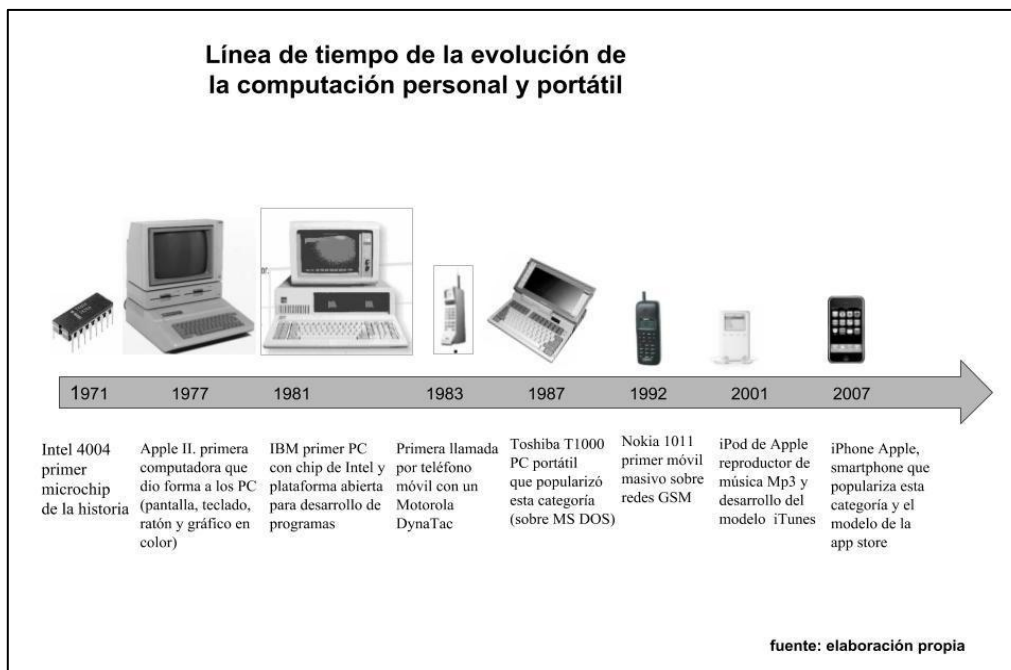 Línea de tiempo de la evolución de
la computación personal y portátil
1971
1977
1981
1983
1987
1992
2001
2007
Intel 4004
primer
microchip
de la historia
Apple II. primera
computadora que
dio forma a los PC
(pantalla, teclado,
ratón y gráfico en
color)
IBM primer PC
con chip de Intel y
plataforma abierta
para desarrollo de
programas
Primera llamada
por teléfono
móvil con un
Motorola
DynaTac
Toshiba T1000
PC portátil
que popularizó
esta categoría
(sobre MS DOS)
Nokia 1011
primer móvil
masivo sobre
redes GSM
iPod de Apple
reproductor de
música Mp3 y
desarrollo del
modelo iTunes
iPhone Apple,
smartphone que
populariza esta
categoría y el
modelo de la
app store
fuente: elaboración propia